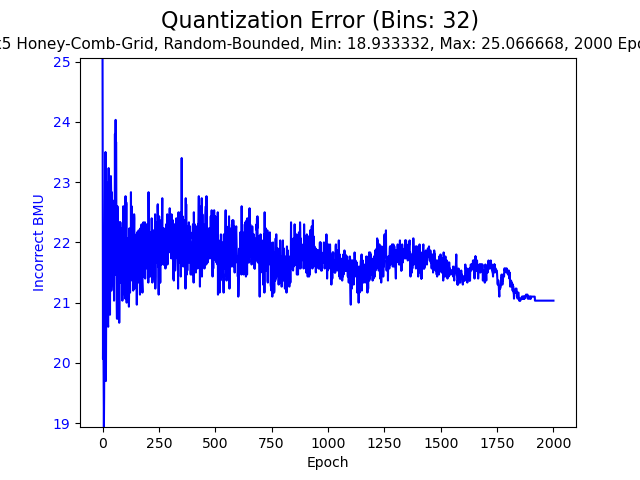 Quantization Error (Bins: 32)
x5 Honey-Comb-Grid, Random-Bounded, Min: 18.933332, Max: 25.066668, 2000 Epo
25
24
23
22
21
20
19
Incorrect BMU
0 250 500 750 1000 1250 1500 1750 2000
Epoch